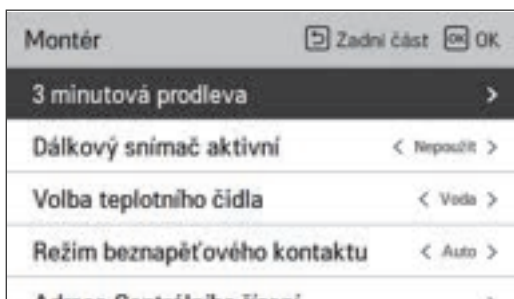 Montér Zadní část OK OK
3 minutová prodleva >
Dálkový snímač aktivní < Nepoužít >
Volba teplotního čidla < Voda >
Režim beznapěťového kontaktu < Auto >